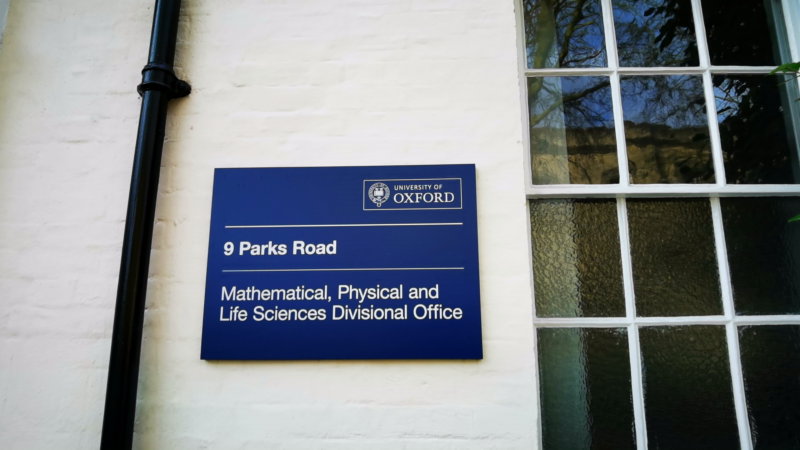 UNIVERSITY OF
OXFORD
9 Parks Road
Mathematical, Physical and
Life Sciences Divisional Office